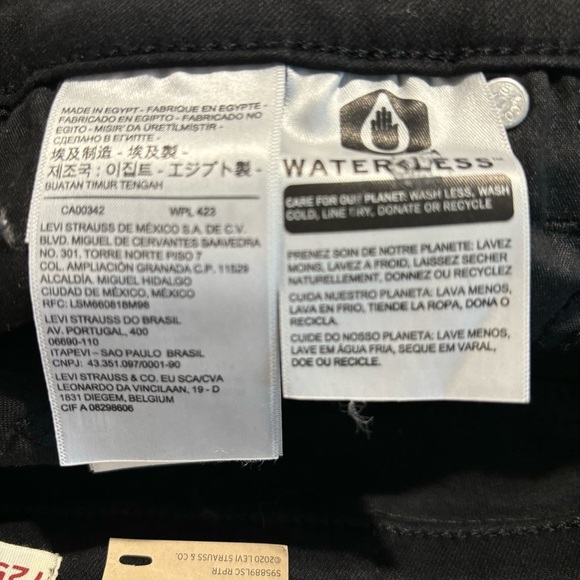 MADE IN EGYPT - FABRIQUE EN EGYPTE -
FABRICADO EN EGIPTO - FABRICADO NO
EGITO - MISIR'DA ÜRETİLMİSTIR -
СДЕЛАНО В ЕГИПТЕ -
埃及制造 - 埃及製 -
제조국 : 이집트 - エジプト製 -
BUATAN TIMUR TENGAH
CA00342 WPL 423
LEVI STRAUSS DE MÉXICO S.A. DE C.V.
BLVD. MIGUEL DE CERVANTES SAAVEDRA
NO. 301, TORRE NORTE PISO 7
COL. AMPLIACIÓN GRANADA C.P. 11529
ALCALDÍA. MIGUEL HIDALGO
CIUDAD DE MÉXICO, MÉXICO
RFC: LSM660818M98
LEVI STRAUSS DO BRASIL
AV. PORTUGAL, 400
06690-110
ITAPEVI - SAO PAULO BRASIL
CNPJ: 43.351.097/0001-90
LEVI STRAUSS & CO. EU SCA/CVA
LEONARDO DA VINCILAAN, 19 - D
1831 DIEGEM, BELGIUM
CIF A 08298606
WATER<LESS™
CARE FOR OUR PLANET: WASH LESS, WASH
COLD, LINE DRY, DONATE OR RECYCLE
PRENEZ SOIN DE NOTRE PLANETE: LAVEZ
MOINS, LAVEZ A FROID, LAISSEZ SECHER
NATURELLEMENT, DONNEZ OU RECYCLEZ
CUIDA NUESTRO PLANETA: LAVA MENOS,
LAVA EN FRIO, TIENDE LA ROPA, DONA O
RECICLA.
CUIDE DO NOSSO PLANETA: LAVE MENOS,
LAVE EM ÁGUA FRIA, SEQUE EM VARAL,
DOE OU RECICLE.
©2020 LEVI STRAUSS & CO.
S95889LSC RPTR